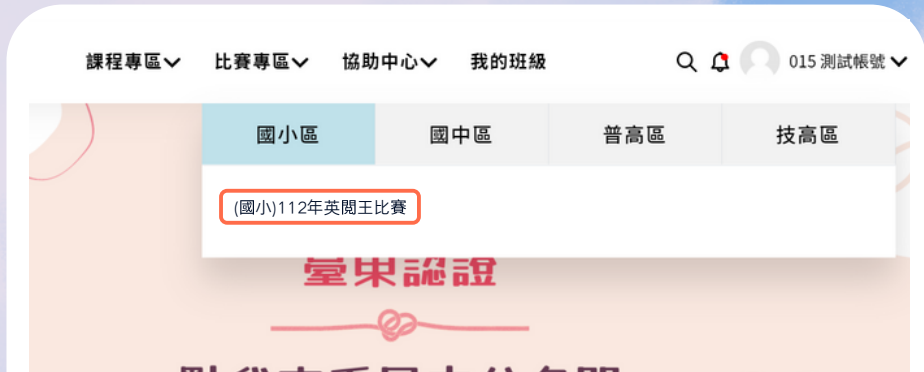 課程專區 比賽專區 協助中心 我的班級 015 測試帳號
國小區 國中區 普高區 技高區
(國小)112年英閱王比賽
臺東認證